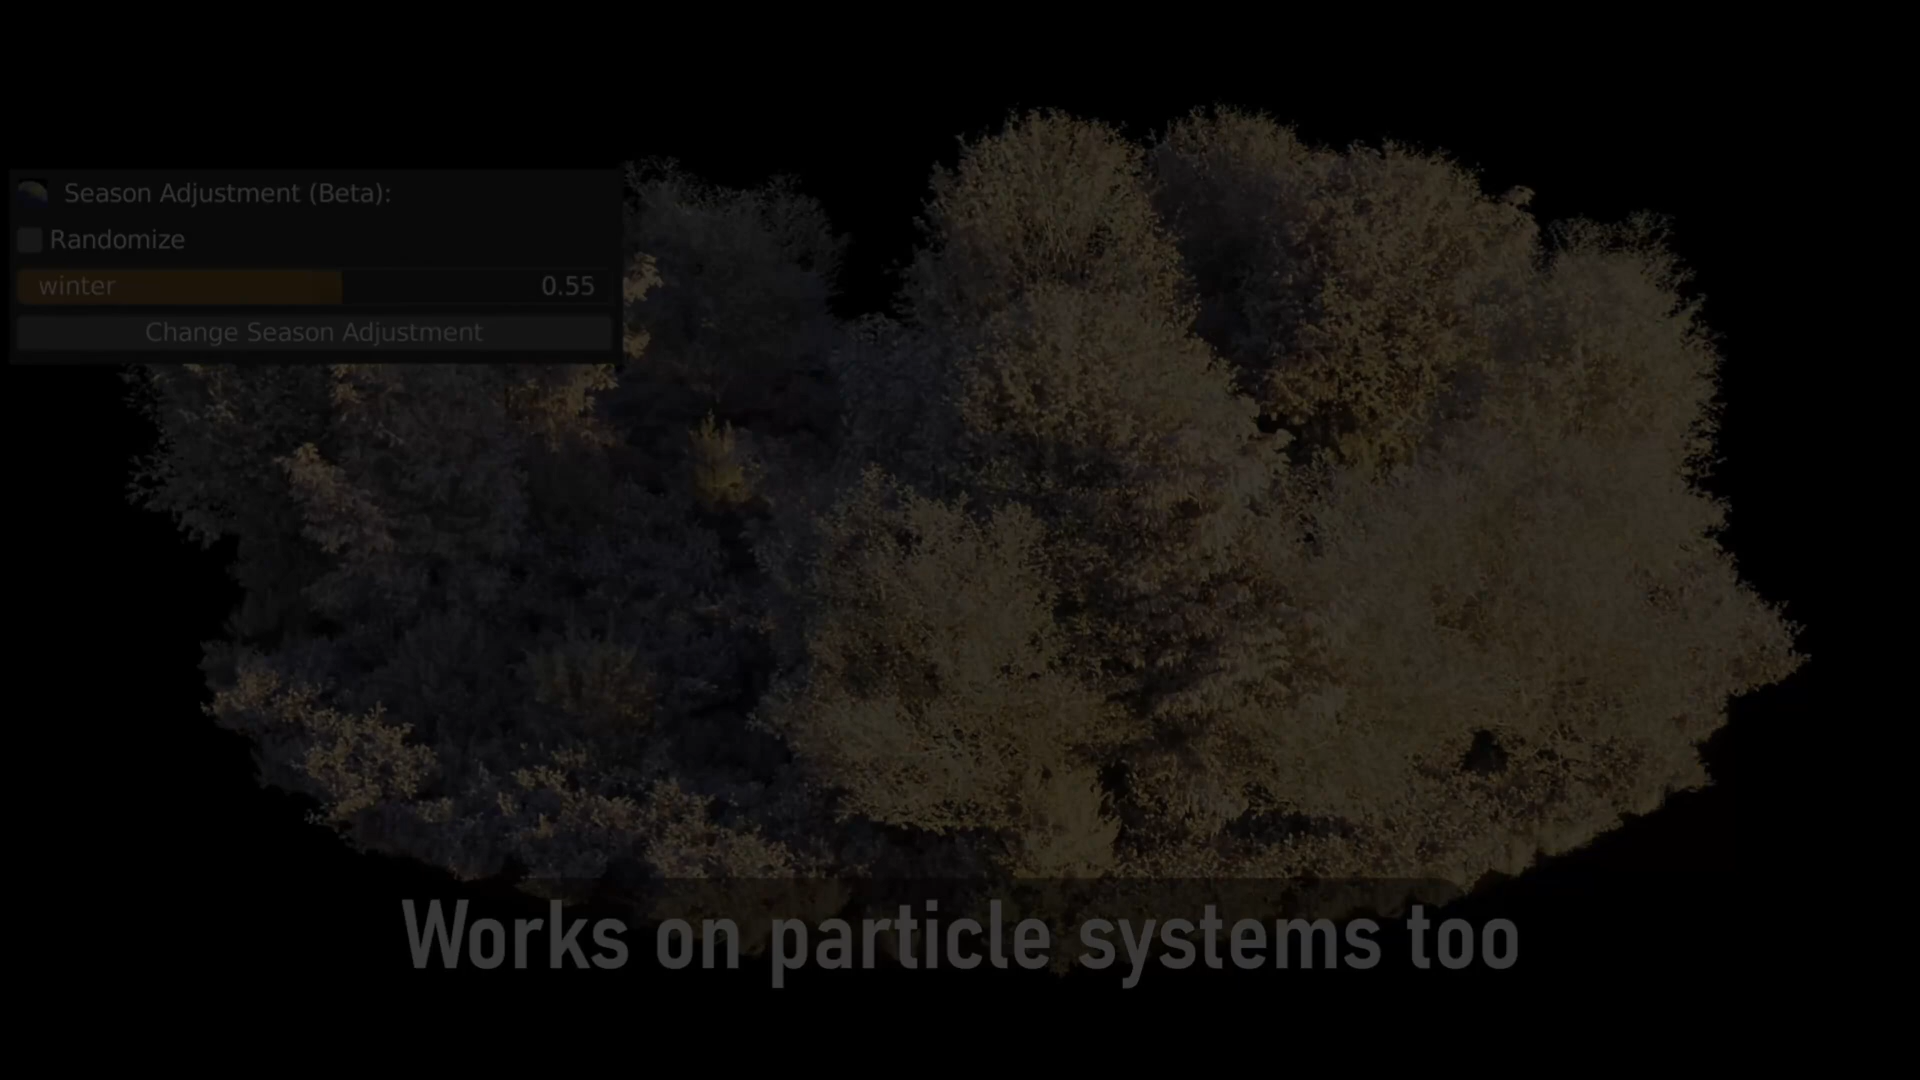 Season Adjustment (Beta):
Randomize
winter 0.55
Change Season Adjustment
Works on particle systems too